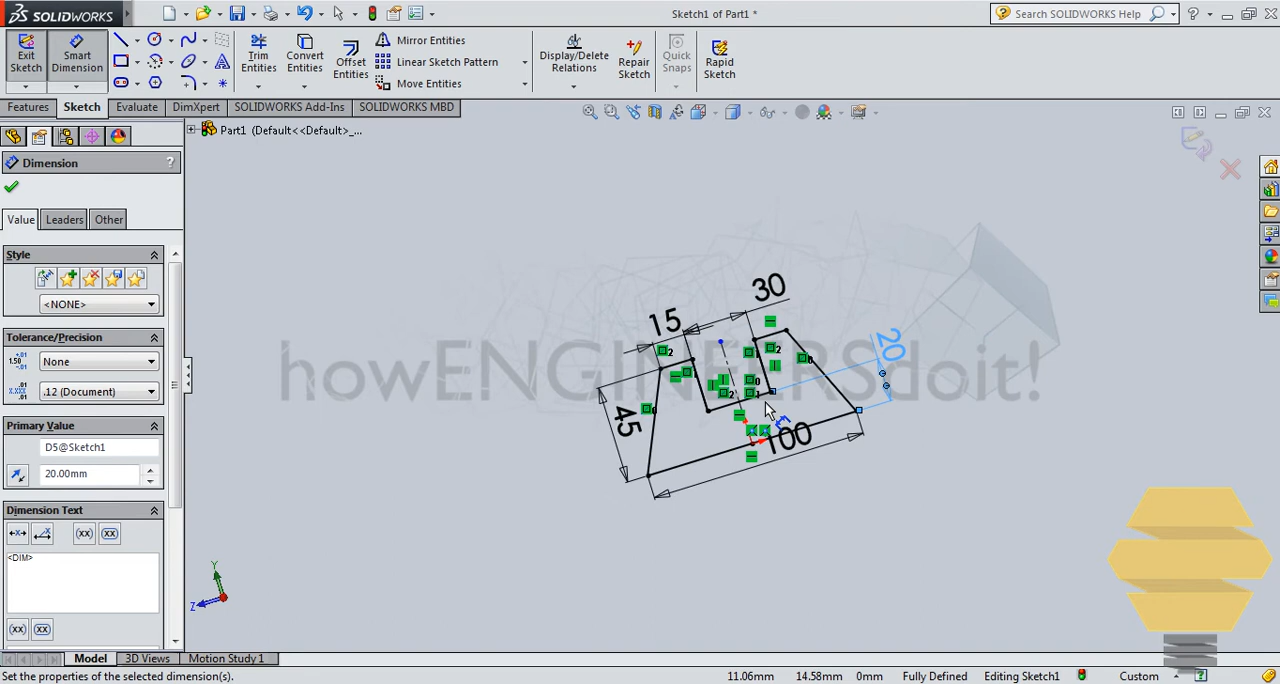 SOLIDWORKS
Sketch1 of Part1 *
Search SOLIDWORKS Help
Exit Sketch
Smart Dimension
Trim Entities
Convert Entities
Offset Entities
Mirror Entities
Linear Sketch Pattern
Move Entities
Display/Delete Relations
Repair Sketch
Quick Snaps
Rapid Sketch
Features
Sketch
Evaluate
DimXpert
SOLIDWORKS Add-Ins
SOLIDWORKS MBD
Part1 (Default<<Default>_...
Dimension
Value
Leaders
Other
Style
<NONE>
Tolerance/Precision
None
.12 (Document)
Primary Value
D5@Sketch1
20.00mm
Dimension Text
<DIM>
30
15
20
45
100
howENGINEERSdoit!
Y
Z
Model
3D Views
Motion Study 1
Set the properties of the selected dimension(s).
11.06mm
14.58mm
0mm
Fully Defined
Editing Sketch1
Custom